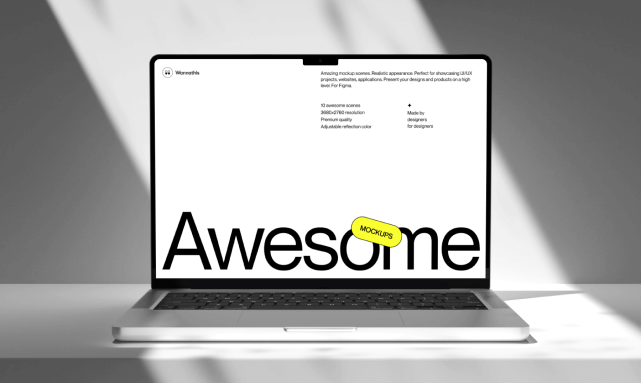 Wannathis
Amazing mockup scenes. Realistic appearance. Perfect for showcasing UI/UX
projects, websites, applications. Present your designs and products on a high
level. For Figma.
10 awesome scenes
3680x2760 resolution
Premium quality
Adjustable reflection color
Made by
designers
for designers
Awesome
MOCKUPS